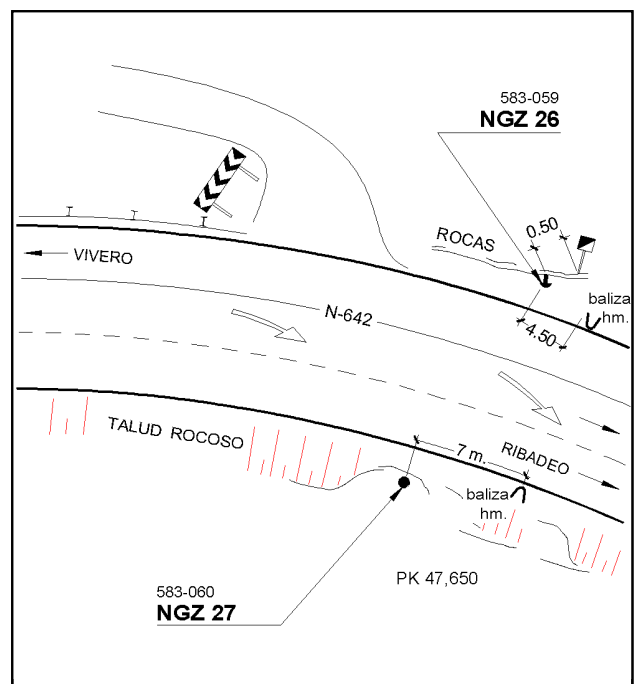 583-059
NGZ 26
0.50
ROCAS
VIVERO
baliza
hm.
N-642
4.50
TALUD ROCOSO
7 m.
RIBADEO
baliza
hm.
PK 47,650
583-060
NGZ 27